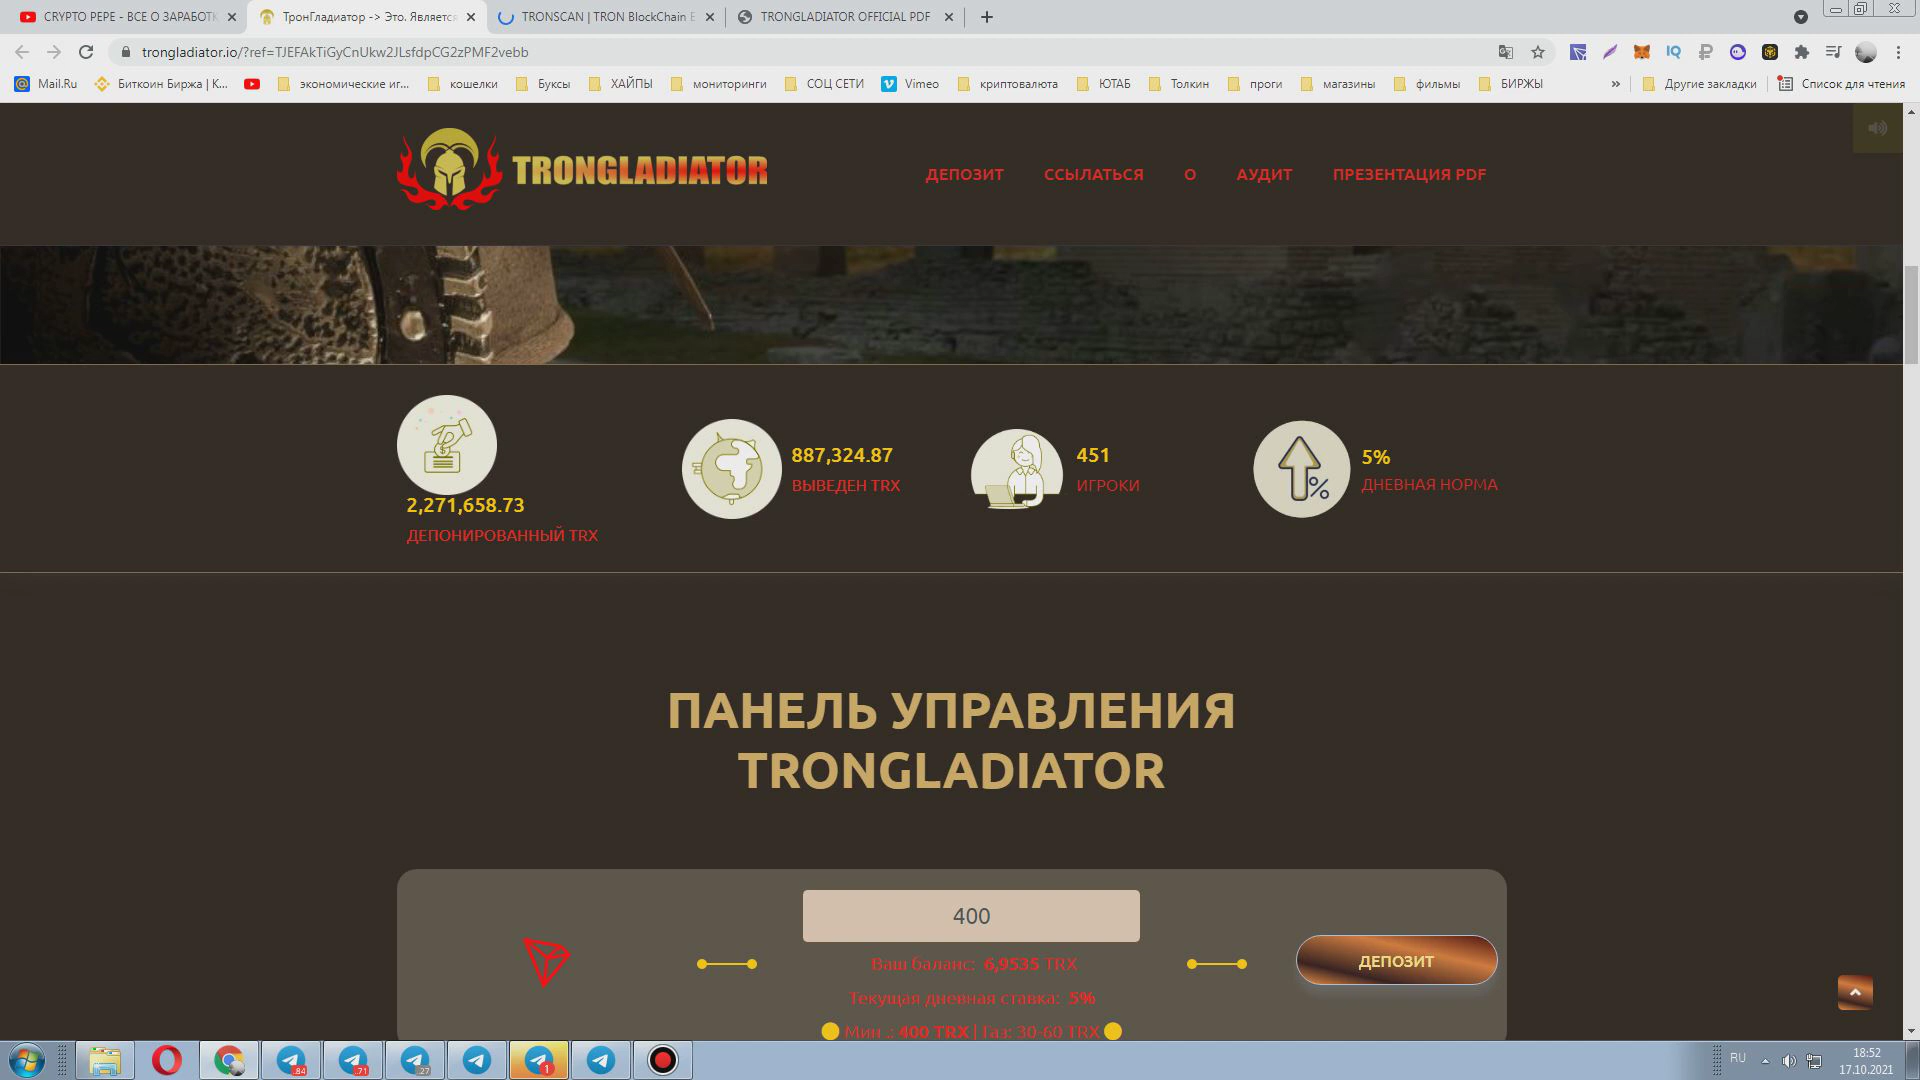 CRYPTO PEPE - ВСЕ О ЗАРАБОТК
ТронГладиатор -> Это. Является
TRONSCAN | TRON BlockChain E
TRONGLADIATOR OFFICIAL PDF
trongladiator.io/?ref=TJEFAkTiGyCnUkw2JLsfdpCG2zPMF2vebb
Mail.Ru
Биткоин Биржа | К...
экономические иг...
кошелки
Буксы
ХАЙПЫ
мониторинги
СОЦ СЕТИ
Vimeo
криптовалюта
ЮТАБ
Толкин
проги
магазины
фильмы
БИРЖЫ
»
Другие закладки
Список для чтения
TRONGLADIATOR
ДЕПОЗИТ
ССЫЛАТЬСЯ
О
АУДИТ
ПРЕЗЕНТАЦИЯ PDF
2,271,658.73
ДЕПОНИРОВАННЫЙ TRX
887,324.87
ВЫВЕДЕН TRX
451
ИГРОКИ
5%
ДНЕВНАЯ НОРМА
ПАНЕЛЬ УПРАВЛЕНИЯ
TRONGLADIATOR
400
Ваш баланс: 6,9535 TRX
Текущая дневная ставка: 5%
Мин .: 400 TRX | Газ: 30-60 TRX
ДЕПОЗИТ
..84
..71
..27
1
RU
18:52
17.10.2021